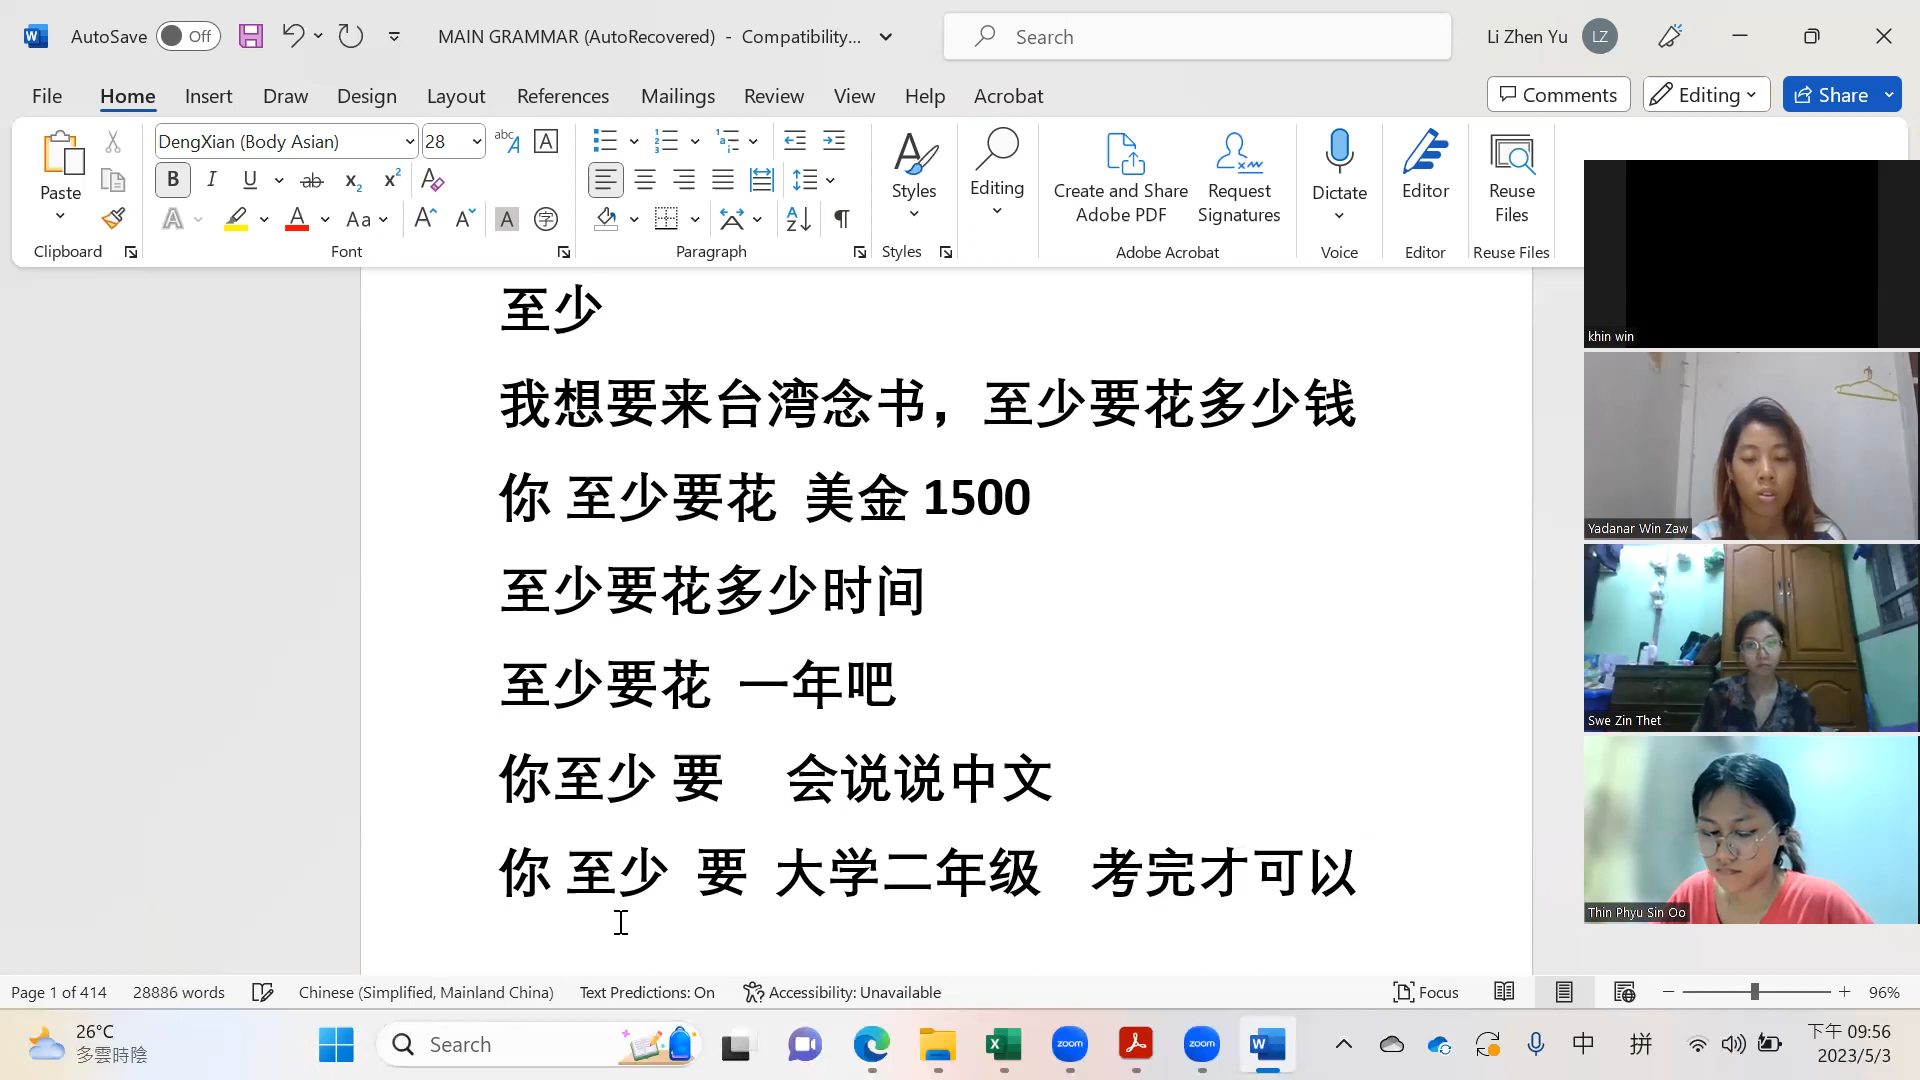 AutoSave Off MAIN GRAMMAR (AutoRecovered) - Compatibility... Search Li Zhen Yu LZ
File Home Insert Draw Design Layout References Mailings Review View Help Acrobat Comments Editing Share
DengXian (Body Asian) 28
Paste Styles Editing Create and Share Adobe PDF Request Signatures Dictate Editor Reuse Files
Clipboard Font Paragraph Styles Adobe Acrobat Voice Editor Reuse Files
至少
我想要来台湾念书，至少要花多少钱
你 至少要花 美金 1500
至少要花多少时间
至少要花 一年吧
你至少 要 会说说中文
你 至少 要 大学二年级 考完才可以
khin win
Yadanar Win Zaw
Swe Zin Thet
Thin Phyu Sin Oo
Page 1 of 414 28886 words Chinese (Simplified, Mainland China) Text Predictions: On Accessibility: Unavailable Focus 96%
26°C
多雲時陰
Search
zoom zoom
中 拼
下午 09:56
2023/5/3